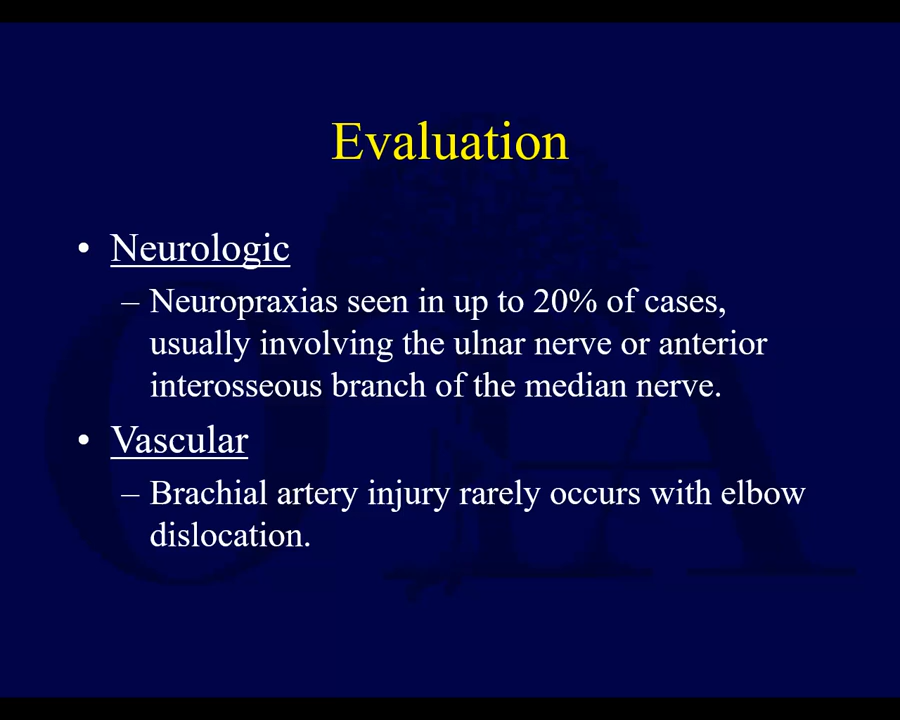 Evaluation
• Neurologic
– Neuropraxias seen in up to 20% of cases,
usually involving the ulnar nerve or anterior
interosseous branch of the median nerve.
• Vascular
– Brachial artery injury rarely occurs with elbow
dislocation.
OTA